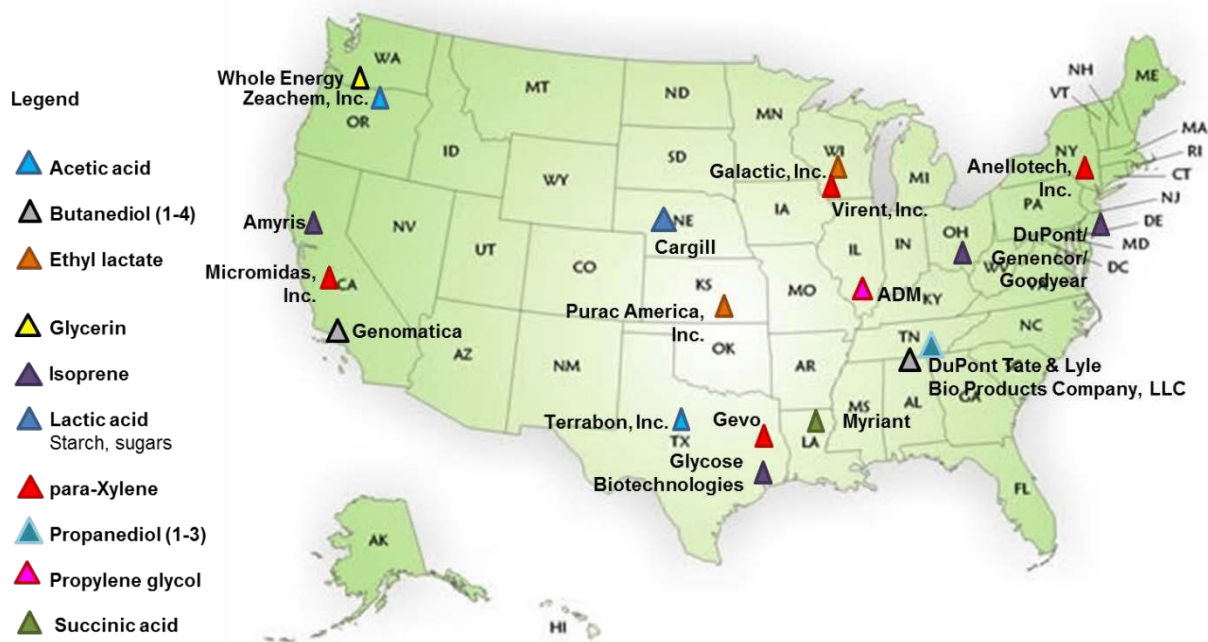 Legend
Acetic acid
Butanediol (1-4)
Ethyl lactate
Glycerin
Isoprene
Lactic acid
Starch, sugars
para-Xylene
Propanediol (1-3)
Propylene glycol
Succinic acid
WA
Whole Energy
Zeachem, Inc.
OR
MT
ID
ND
MN
SD
WY
WI
Galactic, Inc.
Virent, Inc.
MI
NH
VT
ME
MA
RI
CT
NJ
DE
MD
DC
NY
Anellotech,
Inc.
PA
Amyris
NV
UT
Micromidas,
Inc.
CA
Genomatica
CO
NE
Cargill
IA
IL
IN
OH
DuPont/
Genencor/
Goodyear
WV
VA
KS
Purac America,
Inc.
MO
ADM
KY
AZ
NM
OK
AR
TN
NC
SC
DuPont Tate & Lyle
Bio Products Company, LLC
MS
AL
GA
Terrabon, Inc.
TX
Gevo
Glycose
Biotechnologies
Myriant
LA
FL
AK
HI